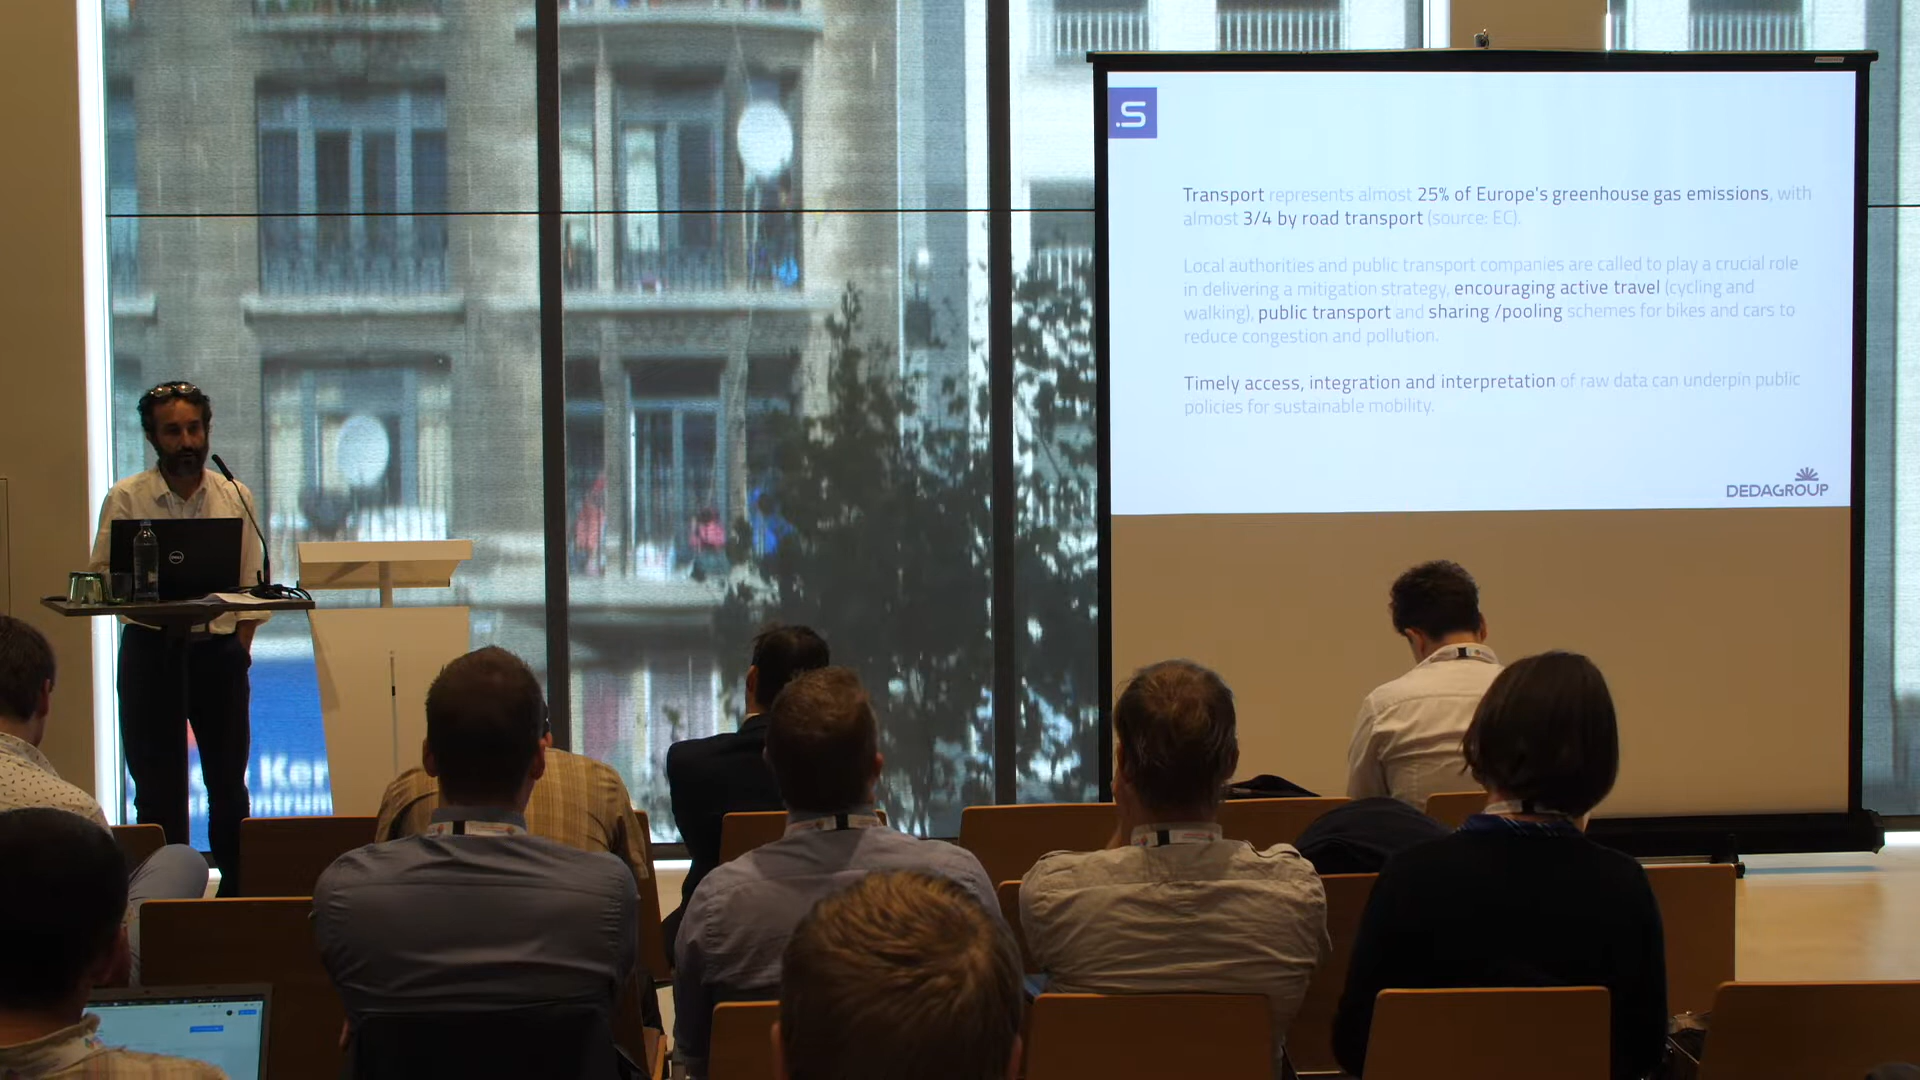 .S
Transport represents almost 25% of Europe's greenhouse gas emissions, with
almost 3/4 by road transport (source: EC).
Local authorities and public transport companies are called to play a crucial role
in delivering a mitigation strategy, encouraging active travel (cycling and
walking), public transport and sharing /pooling schemes for bikes and cars to
reduce congestion and pollution.
Timely access, integration and interpretation of raw data can underpin public
policies for sustainable mobility.
DEDAGROUP
DELL
Ker
entrum